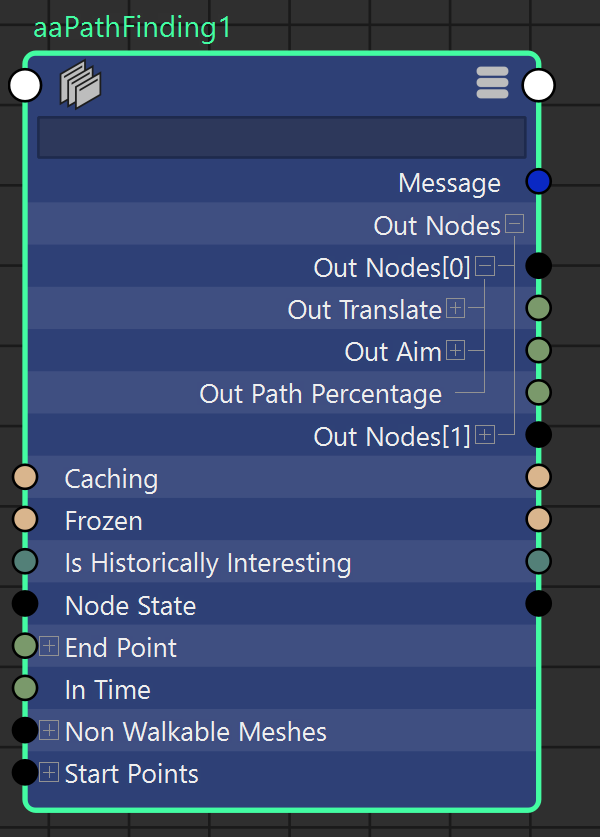 aaPathFinding1
Message
Out Nodes
Out Nodes[0]
Out Translate
Out Aim
Out Path Percentage
Out Nodes[1]
Caching
Frozen
Is Historically Interesting
Node State
End Point
In Time
Non Walkable Meshes
Start Points